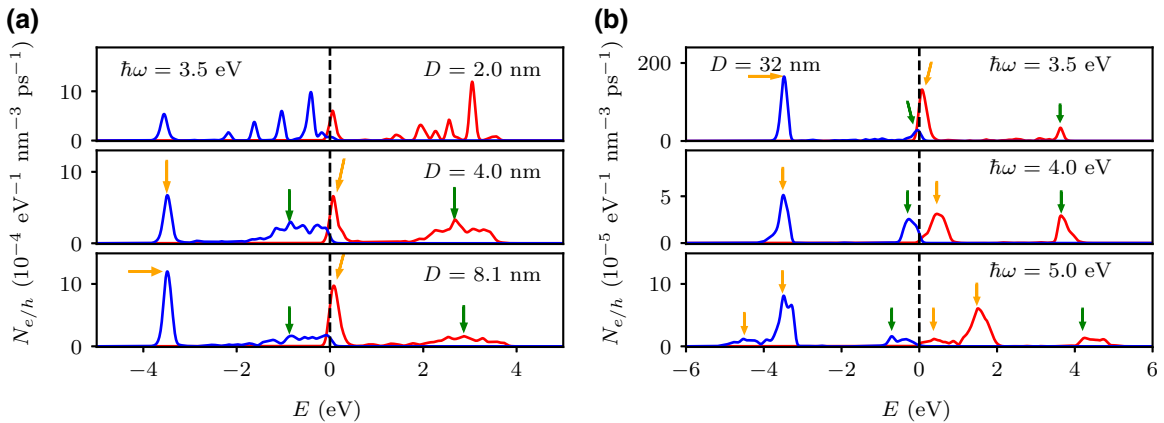 (a)
ħω = 3.5 eV
D = 2.0 nm
10
0
D = 4.0 nm
10
0
D = 8.1 nm
10
0
N_{e/h} (10⁻⁴ eV⁻¹ nm⁻³ ps⁻¹)
−4 −2 0 2 4
E (eV)
(b)
D = 32 nm
ħω = 3.5 eV
200
0
ħω = 4.0 eV
5
0
ħω = 5.0 eV
10
0
N_{e/h} (10⁻⁵ eV⁻¹ nm⁻³ ps⁻¹)
−6 −4 −2 0 2 4 6
E (eV)